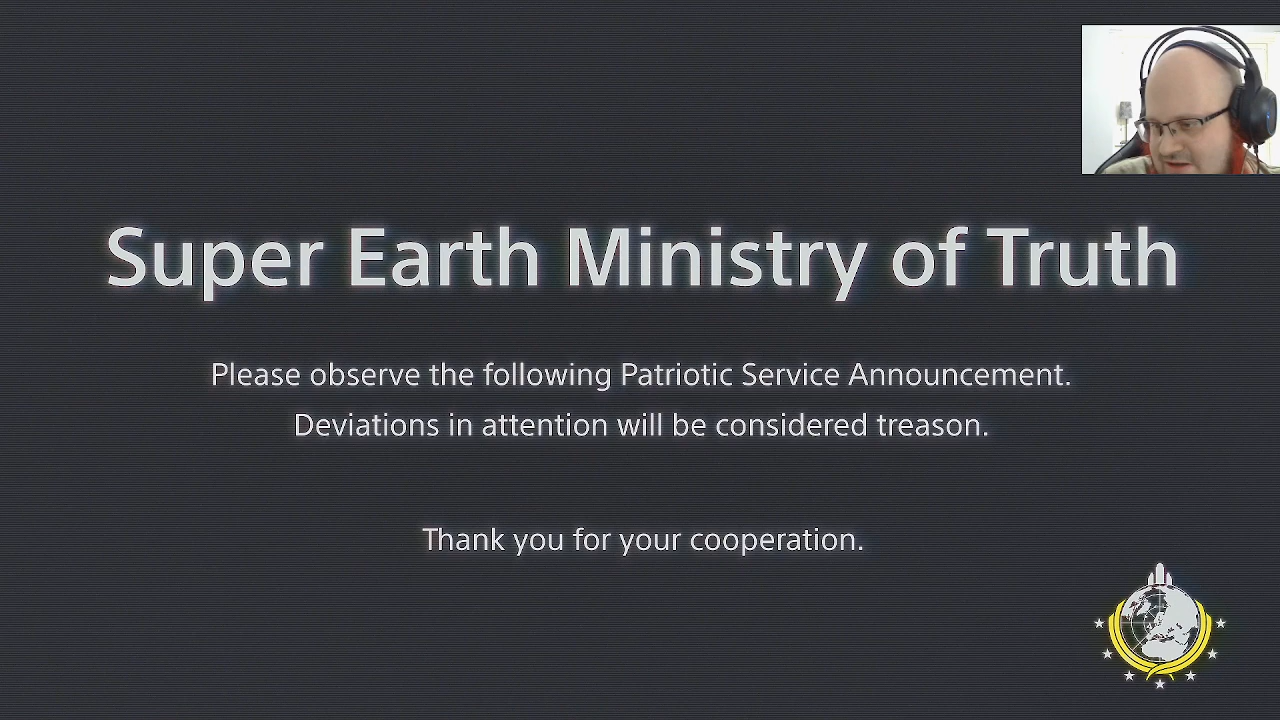 Super Earth Ministry of Truth
Please observe the following Patriotic Service Announcement.
Deviations in attention will be considered treason.
Thank you for your cooperation.